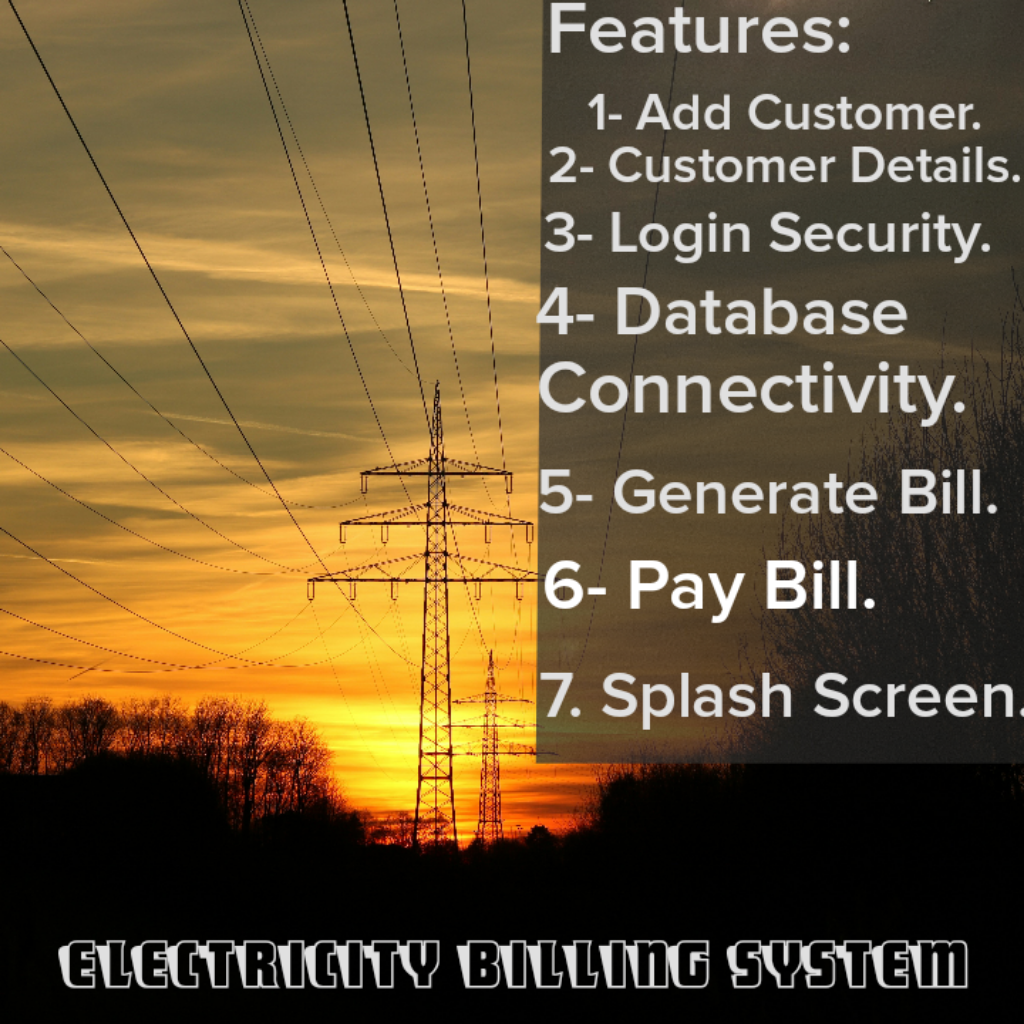 Features:
1- Add Customer.
2- Customer Details.
3- Login Security.
4- Database
Connectivity.
5- Generate Bill.
6- Pay Bill.
7. Splash Screen.
ELECTRICITY BILLING SYSTEM